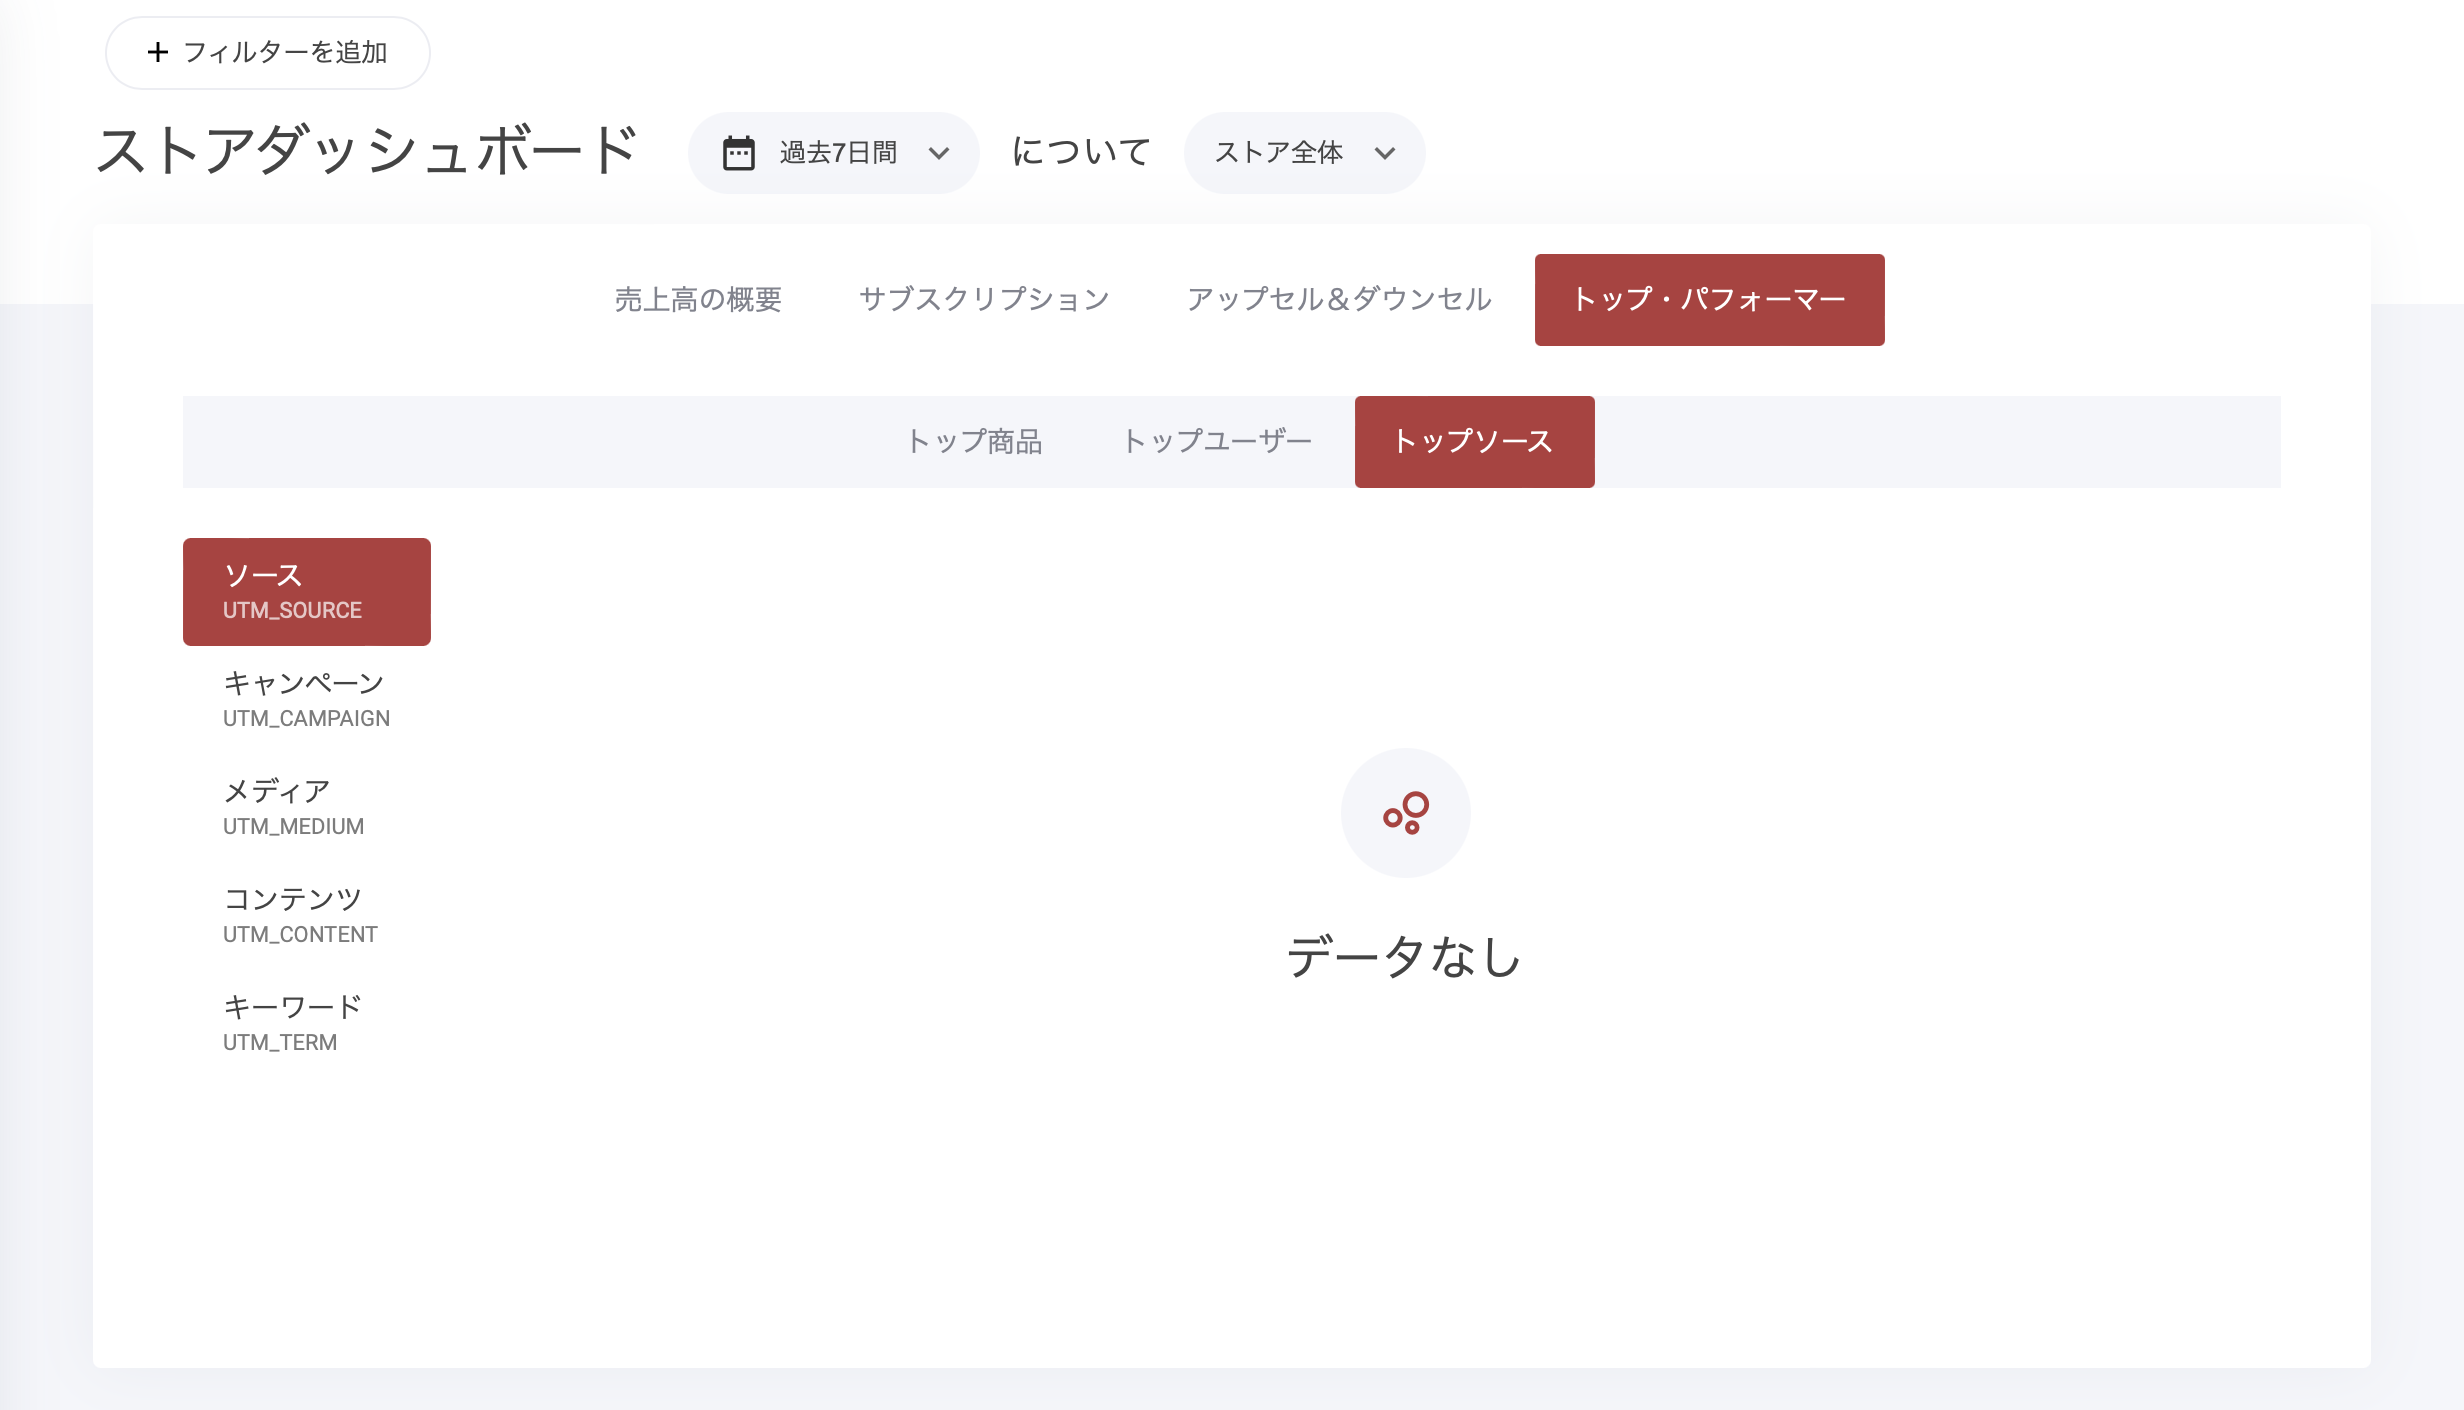 フィルターを追加
ストアダッシュボード 過去7日間 について ストア全体
売上高の概要 サブスクリプション アップセル＆ダウンセル トップ・パフォーマー
トップ商品 トップユーザー トップソース
ソース
UTM_SOURCE
キャンペーン
UTM_CAMPAIGN
メディア
UTM_MEDIUM
コンテンツ
UTM_CONTENT
キーワード
UTM_TERM
データなし